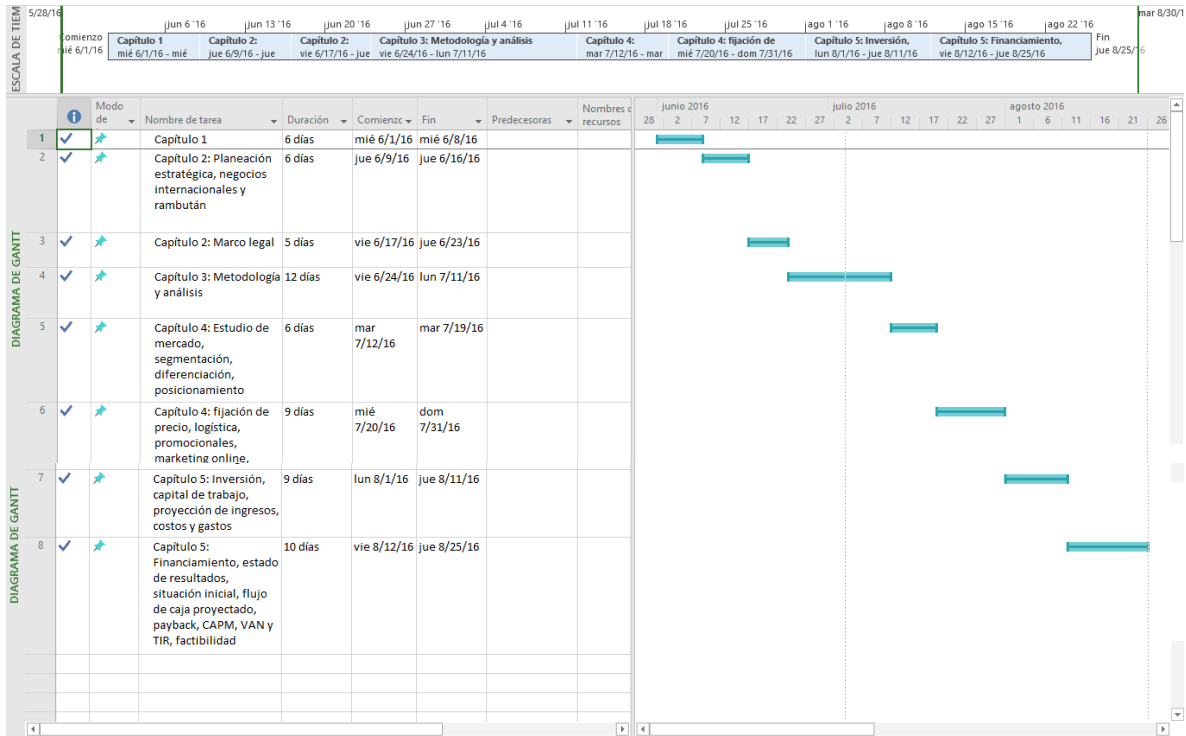 ESCALA DE TIEM
5/28/16
mar 8/30/1
jun 6 '16 jun 13 '16 jun 20 '16 jun 27 '16 jul 4 '16 jul 11 '16 jul 18 '16 jul 25 '16 ago 1 '16 ago 8 '16 ago 15 '16 ago 22 '16
Comienzo
mié 6/1/16
Capítulo 1
mié 6/1/16 - mié
Capítulo 2:
jue 6/9/16 - jue
Capítulo 2:
vie 6/17/16 - jue
Capítulo 3: Metodología y análisis
vie 6/24/16 - lun 7/11/16
Capítulo 4:
mar 7/12/16 - mar
Capítulo 4: fijación de
mié 7/20/16 - dom 7/31/16
Capítulo 5: Inversión,
lun 8/1/16 - jue 8/11/16
Capítulo 5: Financiamiento,
vie 8/12/16 - jue 8/25/16
Fin
jue 8/25/16
DIAGRAMA DE GANTT
DIAGRAMA DE GANTT
Modo
de Nombre de tarea Duración Comienzo Fin Predecesoras
Nombres
recursos
junio 2016 julio 2016 agosto 2016
28 2 7 12 17 22 27 2 7 12 17 22 27 1 6 11 16 21 26
1 Capítulo 1 6 días mié 6/1/16 mié 6/8/16
2 Capítulo 2: Planeación 6 días jue 6/9/16 jue 6/16/16
estratégica, negocios
internacionales y
rambután
3 Capítulo 2: Marco legal 5 días vie 6/17/16 jue 6/23/16
4 Capítulo 3: Metodología 12 días vie 6/24/16 lun 7/11/16
y análisis
5 Capítulo 4: Estudio de 6 días mar mar 7/19/16
mercado, 7/12/16
segmentación,
diferenciación,
posicionamiento
6 Capítulo 4: fijación de 9 días mié dom
precio, logística, 7/20/16 7/31/16
promocionales,
marketing online,
7 Capítulo 5: Inversión, 9 días lun 8/1/16 jue 8/11/16
capital de trabajo,
proyección de ingresos,
costos y gastos
8 Capítulo 5: 10 días vie 8/12/16 jue 8/25/16
Financiamiento, estado
de resultados,
situación inicial, flujo
de caja proyectado,
payback, CAPM, VAN y
TIR, factibilidad